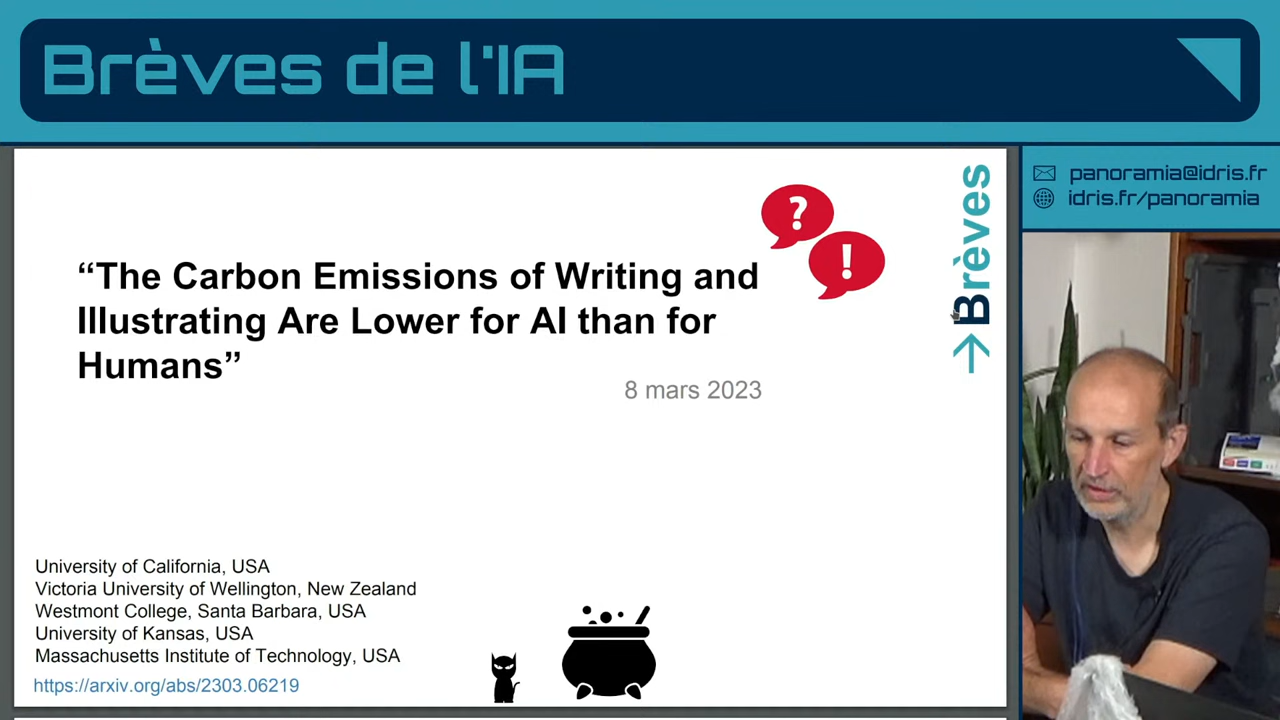 Brèves de l'IA
panoramia@idris.fr
idris.fr/panoramia
Brèves
?
!
“The Carbon Emissions of Writing and
Illustrating Are Lower for AI than for
Humans”
8 mars 2023
University of California, USA
Victoria University of Wellington, New Zealand
Westmont College, Santa Barbara, USA
University of Kansas, USA
Massachusetts Institute of Technology, USA
https://arxiv.org/abs/2303.06219